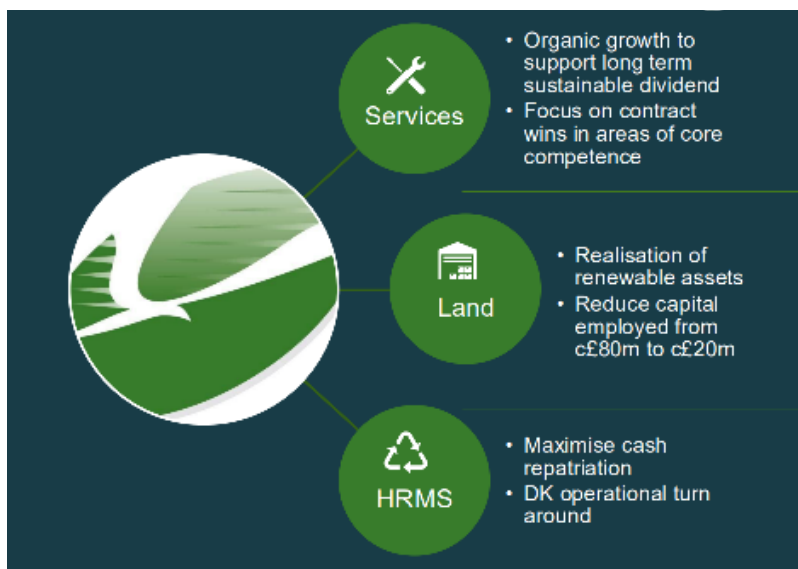 Services
• Organic growth to
support long term
sustainable dividend
• Focus on contract
wins in areas of core
competence
Land
• Realisation of
renewable assets
• Reduce capital
employed from
c£80m to c£20m
HRMS
• Maximise cash
repatriation
• DK operational turn
around